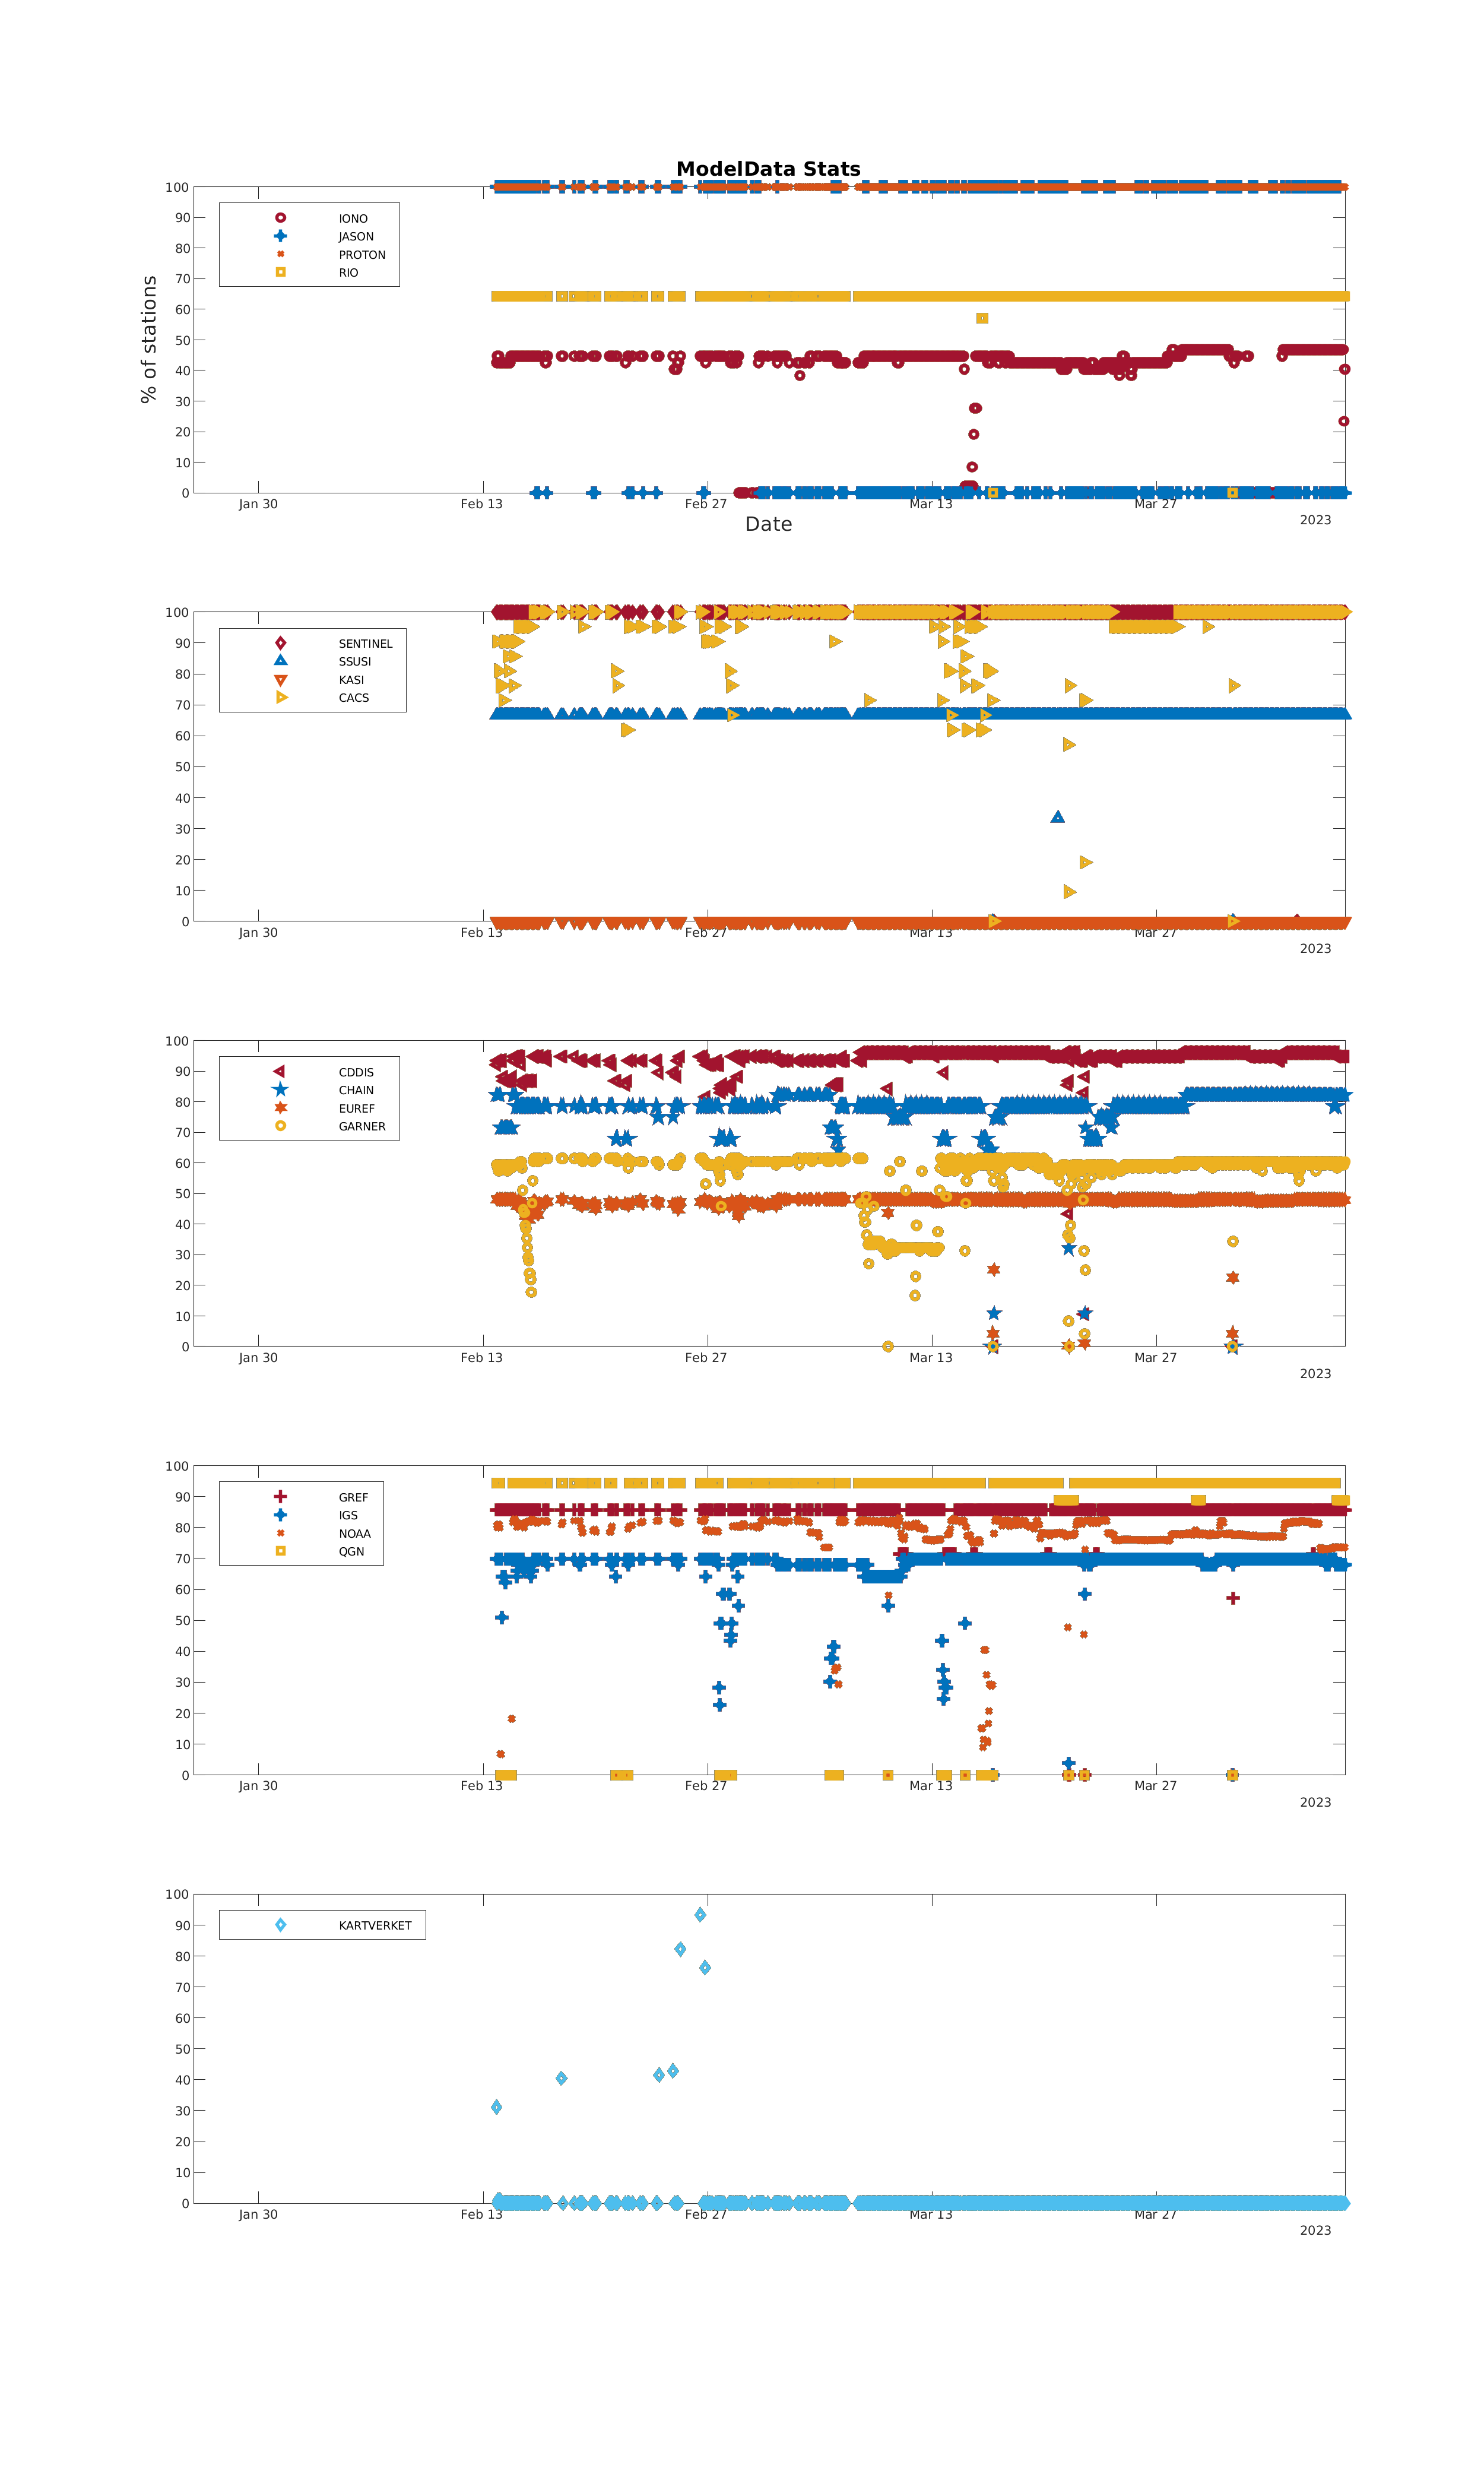 ModelData Stats
100
90
80
70
60
50
40
30
20
10
0
% of stations
IONO
JASON
PROTON
RIO
Jan 30
Feb 13
Feb 27
Mar 13
Mar 27
2023
Date
100
90
80
70
60
50
40
30
20
10
0
SENTINEL
SSUSI
KASI
CACS
Jan 30
Feb 13
Feb 27
Mar 13
Mar 27
2023
100
90
80
70
60
50
40
30
20
10
0
CDDIS
CHAIN
EUREF
GARNER
Jan 30
Feb 13
Feb 27
Mar 13
Mar 27
2023
100
90
80
70
60
50
40
30
20
10
0
GREF
IGS
NOAA
QGN
Jan 30
Feb 13
Feb 27
Mar 13
Mar 27
2023
100
90
80
70
60
50
40
30
20
10
0
KARTVERKET
Jan 30
Feb 13
Feb 27
Mar 13
Mar 27
2023